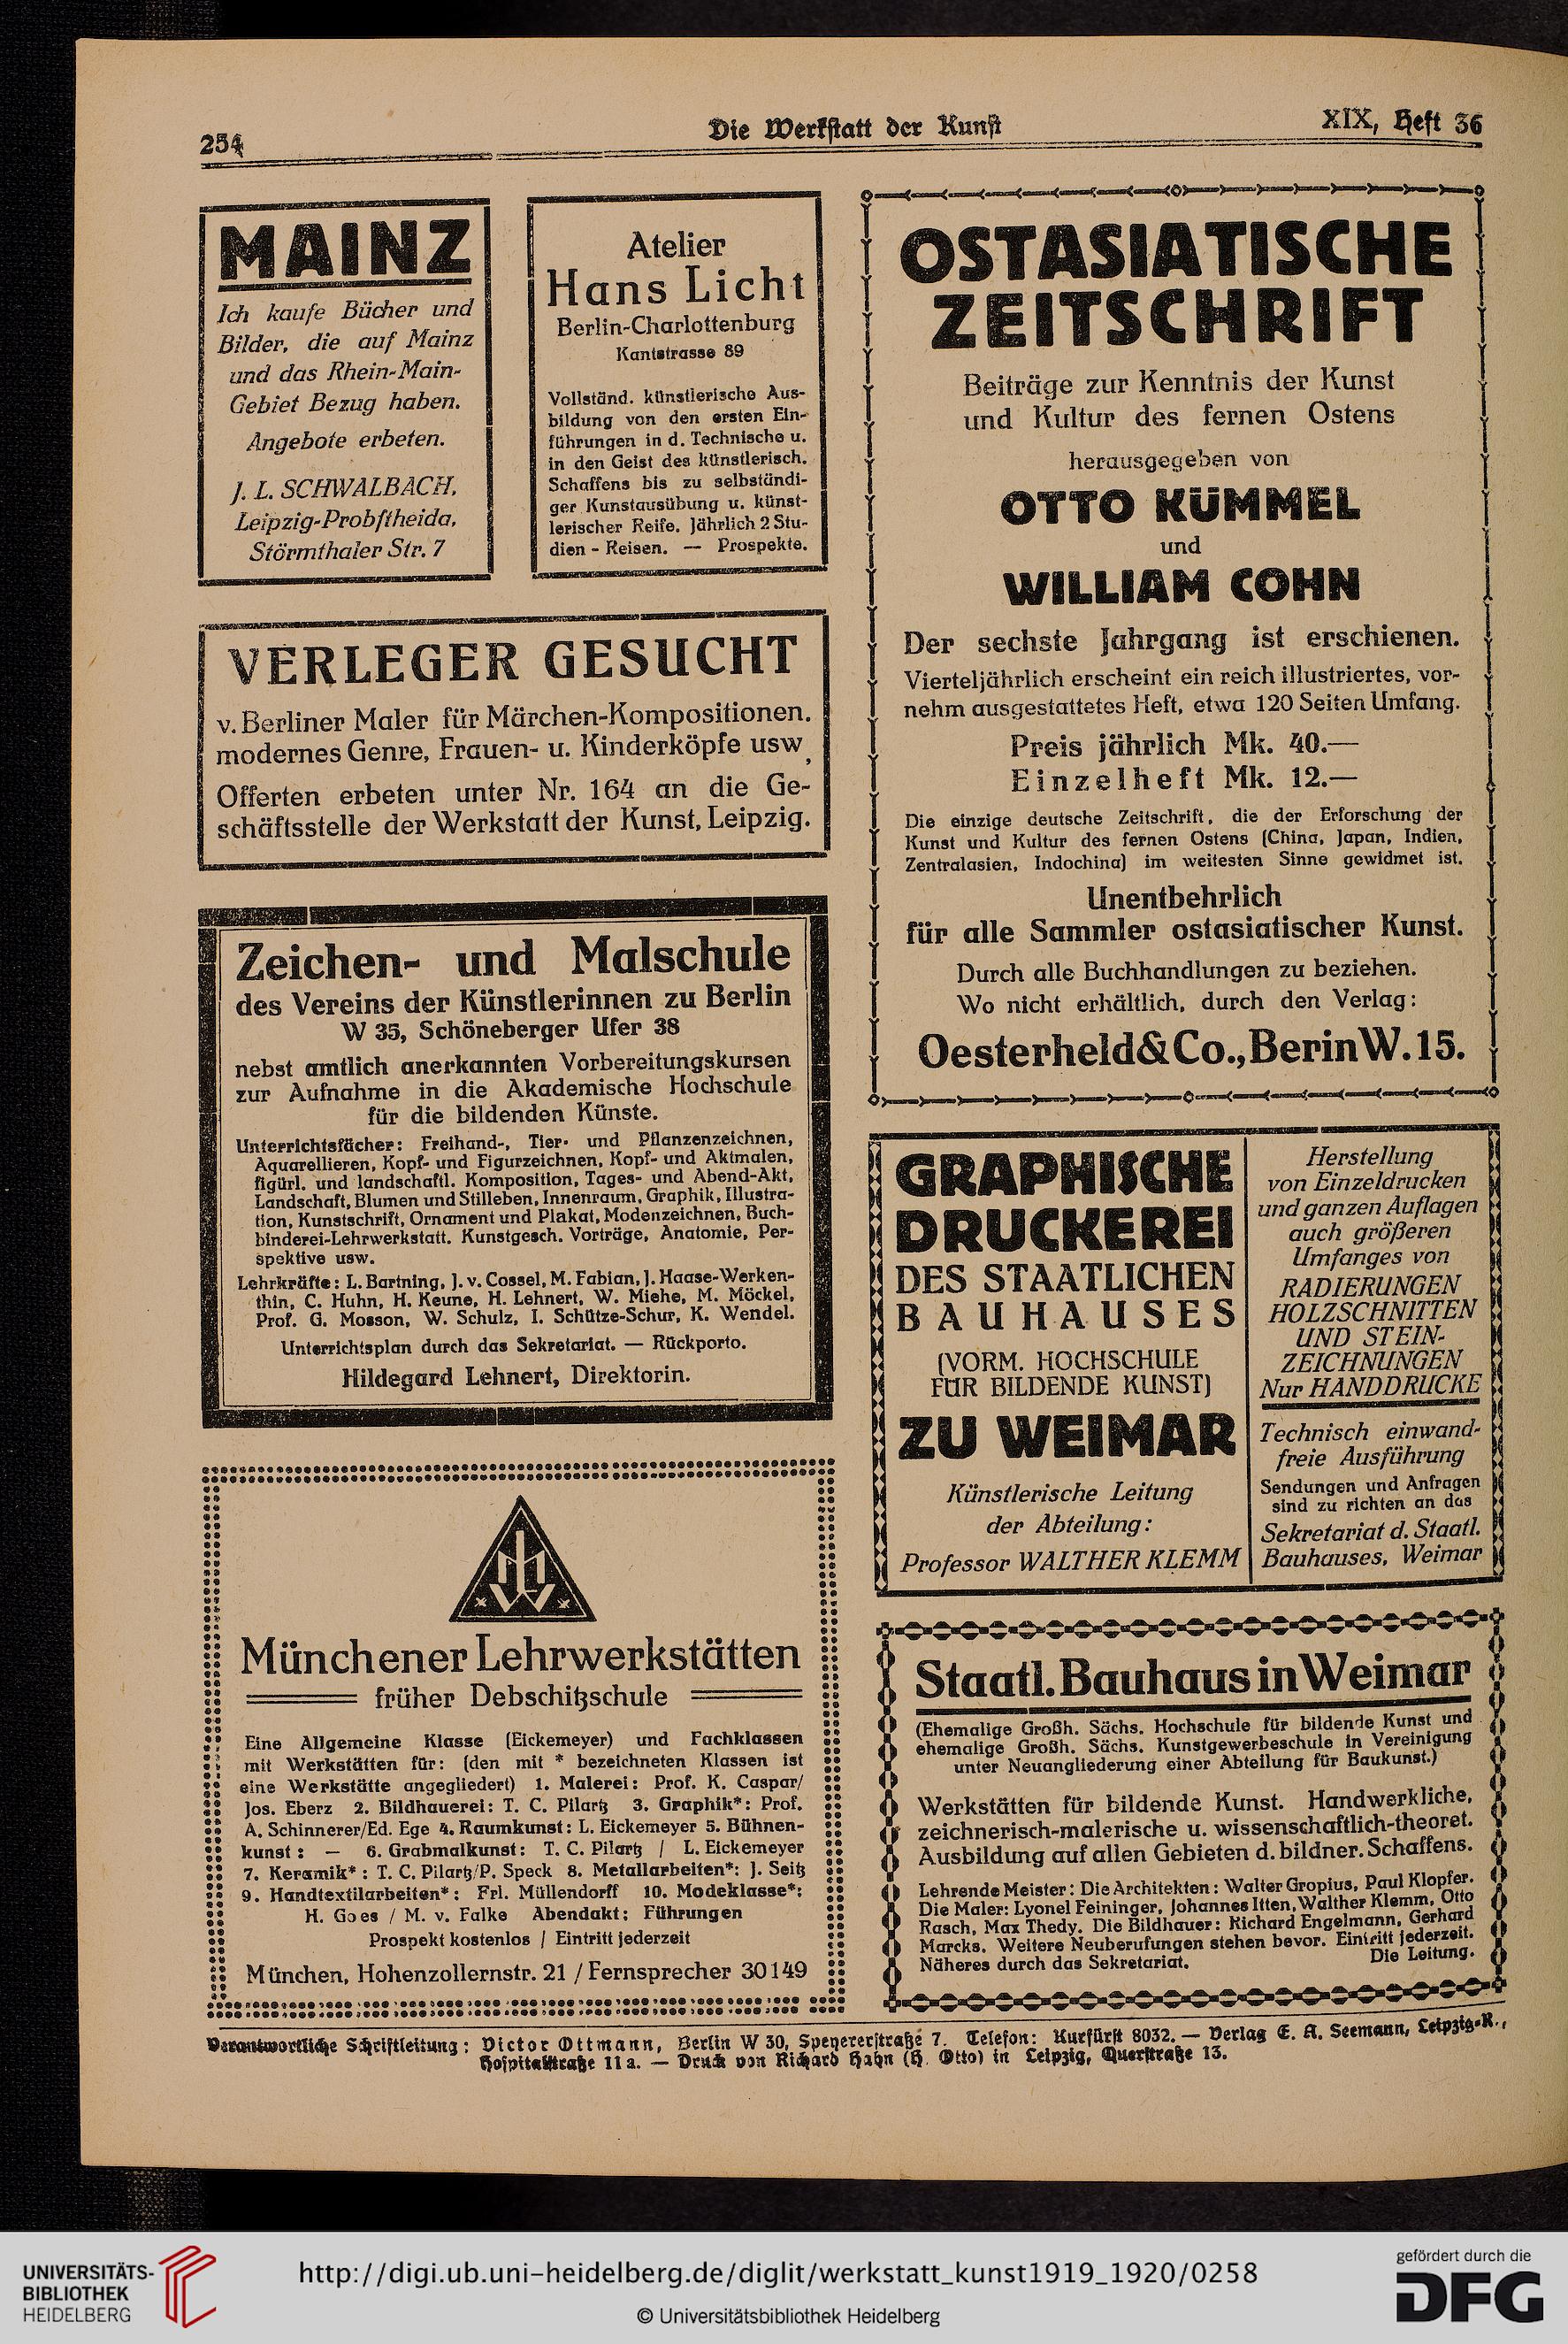 254
Die Werkstatt der Kunst
XIX, Heft 36
MAINZ
Ich kaufe Bücher und
Bilder, die auf Mainz
und das Rhein-Main-
Gebiet Bezug haben.
Angebote erbeten.
J. L. SCHWALBACH,
Leipzig-Probstheida,
Störmthaler Str. 7
Atelier
Hans Licht
Berlin-Charlottenburg
Kantstrasse 89
Vollständ. künstlerische Aus-
bildung von den ersten Ein-
führungen in d. Technische u.
in den Geist des künstlerisch.
Schaffens bis zu selbständi-
ger Kunstausübung u. künst-
lerischer Reife. Jährlich 2 Stu-
dien - Reisen. — Prospekte.
VERLEGER GESUCHT
v. Berliner Maler für Märchen-Kompositionen,
modernes Genre, Frauen- u. Kinderköpfe usw,
Offerten erbeten unter Nr. 164 an die Ge-
schäftsstelle der Werkstatt der Kunst, Leipzig.
Zeichen- und Malschule
des Vereins der Künstlerinnen zu Berlin
W 35, Schöneberger Ufer 38
nebst amtlich anerkannten Vorbereitungskursen
zur Aufnahme in die Akademische Hochschule
für die bildenden Künste.
Unterrichtsfächer: Freihand-, Tier- und Pflanzenzeichnen,
Aquarellieren, Kopf- und Figurzeichnen, Kopf- und Aktmalen,
figürl. und landschaftl. Komposition, Tages- und Abend-Akt,
Landschaft, Blumen und Stilleben, Innenraum, Graphik, Illustra-
tion, Kunstschrift, Ornament und Plakat, Modenzeichnen, Buch-
binderei-Lehrwerkstatt. Kunstgesch. Vorträge, Anatomie, Per-
spektive usw.
Lehrkräfte: L. Bartning, J. v. Cossel, M. Fabian, J. Haase-Werken-
thin, C. Huhn, H. Keune, H. Lehnert, W. Miehe, M. Möckel,
Prof. G. Mosson, W. Schulz, I. Schütze-Schur, K. Wendel.
Unterrichtsplan durch das Sekretariat. — Rückporto.
Hildegard Lehnert, Direktorin.
Münchener Lehrwerkstätten
früher Debschitzschule
Eine Allgemeine Klasse (Eickemeyer) und Fachklassen
mit Werkstätten für: (den mit * bezeichneten Klassen ist
eine Werkstätte angegliedert) 1. Malerei: Prof. K. Caspar/
Jos. Eberz 2. Bildhauerei: T. C. Pilartz 3. Graphik*: Prof.
A. Schinnerer/Ed. Ege 4. Raumkunst: L. Eickemeyer 5. Bühnen-
kunst: — 6. Grabmalkunst: T. C. Pilartz / L. Eickemeyer
7. Keramik*: T. C. Pilartz/P. Speck 8. Metallarbeiten*: J. Seitz
9. Handtextilarbeiten*: Frl. Müllendorff 10. Modeklasse*:
H. Goes / M. v. Falke Abendakt; Führungen
Prospekt kostenlos / Eintritt jederzeit
München, Hohenzollernstr. 21 / Fernsprecher 30149
OSTASIATISCHE
ZEITSCHRIFT
Beiträge zur Kenntnis der Kunst
und Kultur des fernen Ostens
herausgegeben von
OTTO KÜMMEL
und
WILLIAM COHN
Der sechste Jahrgang ist erschienen.
Vierteljährlich erscheint ein reich illustriertes, vor-
nehm ausgestattetes Heft, etwa 120 Seiten Umfang.
Preis jährlich Mk. 40.—
Einzelheft Mk. 12.—
Die einzige deutsche Zeitschrift, die der Erforschung der
Kunst und Kultur des fernen Ostens (China, Japan, Indien,
Zentralasien, Indochina) im weitesten Sinne gewidmet ist.
Unentbehrlich
für alle Sammler ostasiatischer Kunst.
Durch alle Buchhandlungen zu beziehen.
Wo nicht erhältlich, durch den Verlag:
Oesterheld & Co., Berin W. 15.
GRAPHISCHE
DRUCKEREI
DES STAATLICHEN
BAUHAUSES
(VORM. HOCHSCHULE
FÜR BILDENDE KUNST)
ZU WEIMAR
Künstlerische Leitung
der Abteilung:
Professor WALTHER KLEMM
Herstellung
von Einzeldrucken
und ganzen Auflagen
auch größeren
Umfanges von
RADIERUNGEN
HOLZSCHNITTEN
UND STEIN-
ZEICHNUNGEN
Nur HANDDRUCKE
Technisch einwand-
freie Ausführung
Sendungen und Anfragen
sind zu richten an das
Sekretariat d. Staatl.
Bauhauses, Weimar
Staatl. Bauhaus in Weimar
(Ehemalige Großh. Sächs. Hochschule für bildende Kunst und
ehemalige Großh. Sächs. Kunstgewerbeschule in Vereinigung
unter Neuangliederung einer Abteilung für Baukunst.)
Werkstätten für bildende Kunst. Handwerkliche,
zeichnerisch-malerische u. wissenschaftlich-theoret.
Ausbildung auf allen Gebieten d. bildner. Schaffens.
Lehrende Meister: Die Architekten: Walter Gropius, Paul Klopfer.
Die Maler: Lyonel Feininger, Johannes Itten, Walther Klemm, Otto
Rasch, Max Thedy. Die Bildhauer: Richard Engelmann, Gerhard
Marcks. Weitere Neuberufungen stehen bevor. Eintritt jederzeit.
Näheres durch das Sekretariat. Die Leitung.
Verantwortliche Schriftleitung: Victor Ottmann, Berlin W 30, Speyererstraße 7. Telefon: Kurfürst 8032. — Verlag E. A. Seemann, Leipzig-R.,
Hospitalstraße 11a. — Druck von Richard Hahn (H. Otto) in Leipzig, Querstraße 13.
UNIVERSITÄTS-
BIBLIOTHEK
HEIDELBERG
http://digi.ub.uni-heidelberg.de/diglit/werkstatt_kunst1919_1920/0258
© Universitätsbibliothek Heidelberg
gefördert durch die
DFG